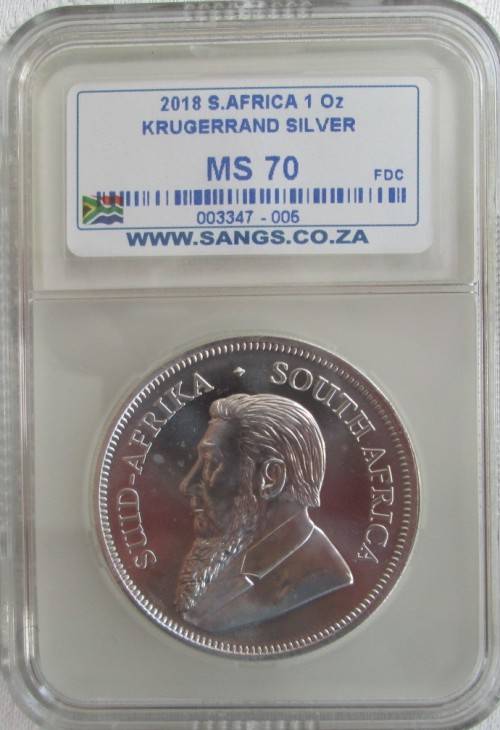 2018 S.AFRICA 1 Oz
KRUGERRAND SILVER
MS 70
FDC
003347 - 005
WWW.SANGS.CO.ZA
SUID-AFRIKA · SOUTH AFRICA